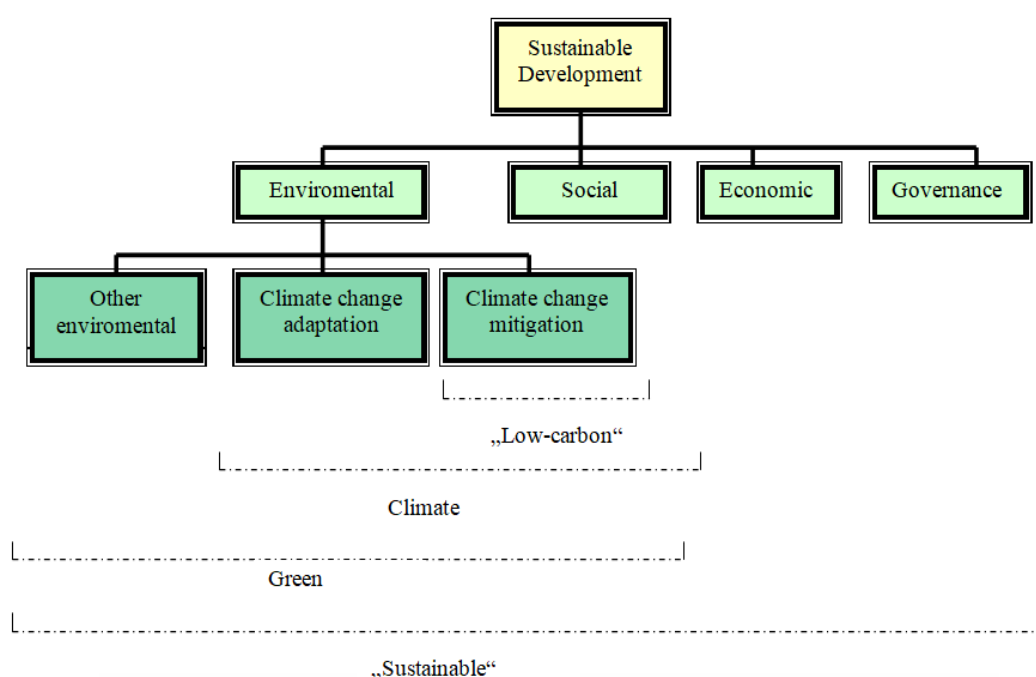 Sustainable
Development
Enviromental
Social
Economic
Governance
Other
enviromental
Climate change
adaptation
Climate change
mitigation
„Low-carbon“
Climate
Green
„Sustainable“